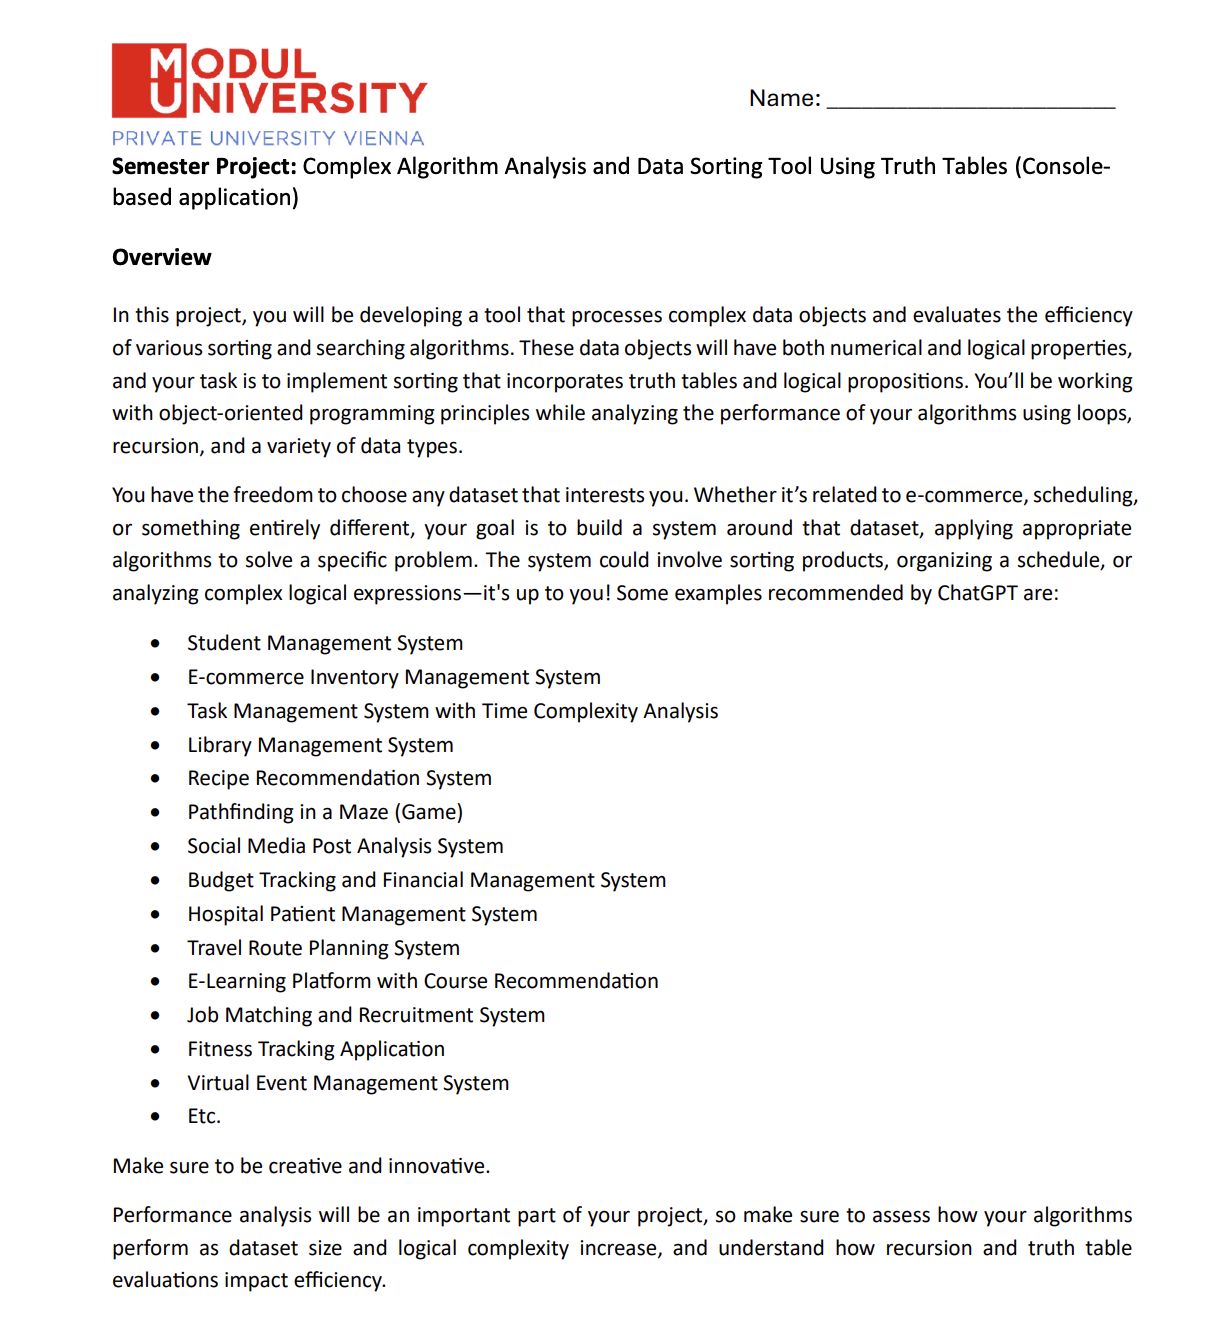 MODUL
UNIVERSITY
PRIVATE UNIVERSITY VIENNA
Name: ________________________
Semester Project: Complex Algorithm Analysis and Data Sorting Tool Using Truth Tables (Console-
based application)
Overview
In this project, you will be developing a tool that processes complex data objects and evaluates the efficiency
of various sorting and searching algorithms. These data objects will have both numerical and logical properties,
and your task is to implement sorting that incorporates truth tables and logical propositions. You’ll be working
with object-oriented programming principles while analyzing the performance of your algorithms using loops,
recursion, and a variety of data types.
You have the freedom to choose any dataset that interests you. Whether it’s related to e-commerce, scheduling,
or something entirely different, your goal is to build a system around that dataset, applying appropriate
algorithms to solve a specific problem. The system could involve sorting products, organizing a schedule, or
analyzing complex logical expressions—it's up to you! Some examples recommended by ChatGPT are:
• Student Management System
• E-commerce Inventory Management System
• Task Management System with Time Complexity Analysis
• Library Management System
• Recipe Recommendation System
• Pathfinding in a Maze (Game)
• Social Media Post Analysis System
• Budget Tracking and Financial Management System
• Hospital Patient Management System
• Travel Route Planning System
• E-Learning Platform with Course Recommendation
• Job Matching and Recruitment System
• Fitness Tracking Application
• Virtual Event Management System
• Etc.
Make sure to be creative and innovative.
Performance analysis will be an important part of your project, so make sure to assess how your algorithms
perform as dataset size and logical complexity increase, and understand how recursion and truth table
evaluations impact efficiency.